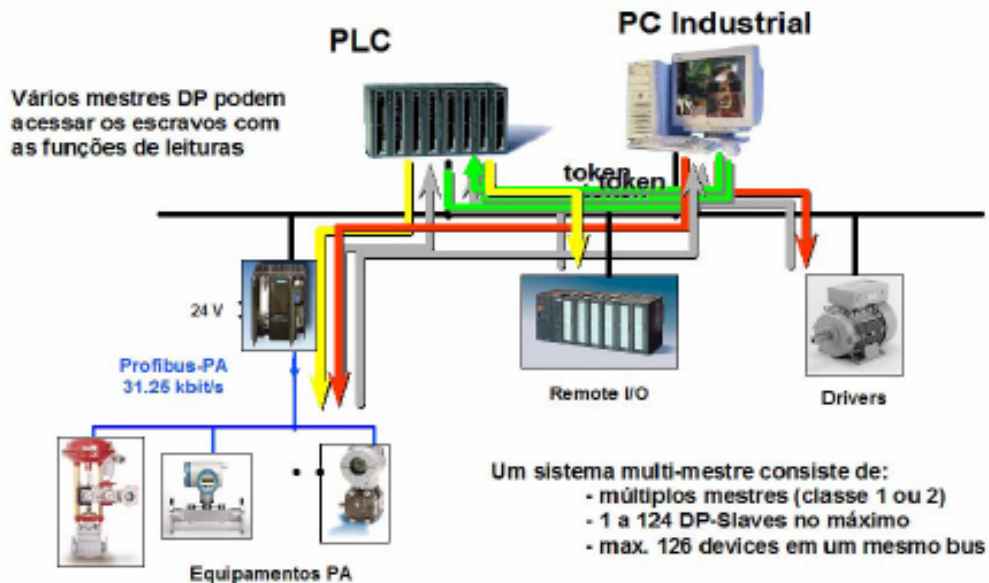 PLC
PC Industrial
Vários mestres DP podem
acessar os escravos com
as funções de leituras
token
token
24 V
Profibus-PA
31.25 kbit/s
Remote I/O
Drivers
Equipamentos PA
Um sistema multi-mestre consiste de:
- múltiplos mestres (classe 1 ou 2)
- 1 a 124 DP-Slaves no máximo
- max. 126 devices em um mesmo bus